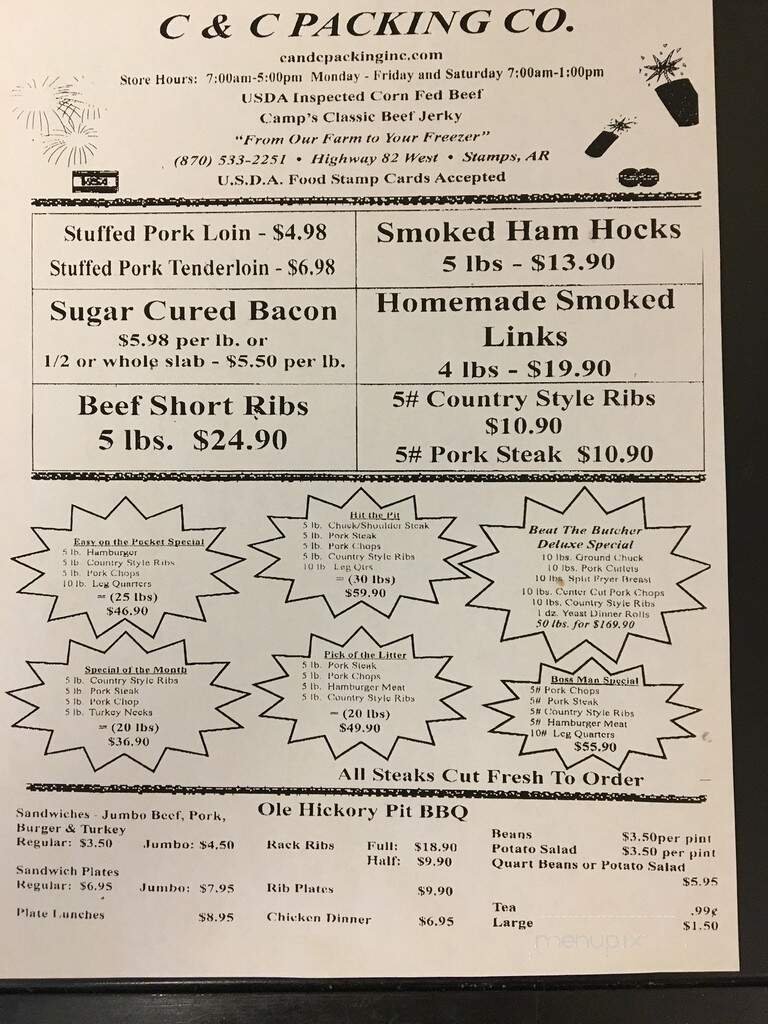 C & C PACKING CO.
candcpackinginc.com
Store Hours: 7:00am-5:00pm Monday - Friday and Saturday 7:00am-1:00pm
USDA Inspected Corn Fed Beef
Camp's Classic Beef Jerky
"From Our Farm to Your Freezer"
(870) 533-2251 • Highway 82 West • Stamps, AR
U.S.D.A. Food Stamp Cards Accepted
Stuffed Pork Loin - $4.98
Stuffed Pork Tenderloin - $6.98
Smoked Ham Hocks
5 lbs - $13.90
Sugar Cured Bacon
$5.98 per lb. or
1/2 or whole slab - $5.50 per lb.
Homemade Smoked
Links
4 lbs - $19.90
Beef Short Ribs
5 lbs. $24.90
5# Country Style Ribs
$10.90
5# Pork Steak $10.90
Easy on the Pocket Special
5 lb. Hamburger
5 lb. Country Style Ribs
5 lb. Pork Chops
10 lb. Leg Quarters
= (25 lbs)
$46.90
Hit the Pit
5 lb. Chuck/Shoulder Steak
5 lb. Pork Steak
5 lb. Pork Chops
5 lb. Country Style Ribs
10 lb Leg Qtrs
= (30 lbs)
$59.90
Beat The Butcher
Deluxe Special
10 lbs. Ground Chuck
10 lbs. Pork Cutlets
10 lbs. Split Fryer Breast
10 lbs. Center Cut Pork Chops
10 lbs. Country Style Ribs
1 dz. Yeast Dinner Rolls
50 lbs. for $169.90
Special of the Month
5 lb. Country Style Ribs
5 lb. Pork Steak
5 lb. Pork Chop
5 lb. Turkey Necks
= (20 lbs)
$36.90
Pick of the Litter
5 lb. Pork Steak
5 lb. Pork Chops
5 lb. Hamburger Meat
5 lb. Country Style Ribs
= (20 lbs)
$49.90
Boss Man Special
5# Pork Chops
5# Pork Steak
5# Country Style Ribs
5# Hamburger Meat
10# Leg Quarters
$55.90
All Steaks Cut Fresh To Order
Ole Hickory Pit BBQ
Sandwiches - Jumbo Beef, Pork,
Burger & Turkey
Regular: $3.50 Jumbo: $4.50
Sandwich Plates
Regular: $6.95 Jumbo: $7.95
Plate Lunches $8.95
Rack Ribs Full: $18.90
Half: $9.90
Rib Plates $9.90
Chicken Dinner $6.95
Beans $3.50per pint
Potato Salad $3.50 per pint
Quart Beans or Potato Salad
$5.95
Tea .99¢
Large $1.50
menupix